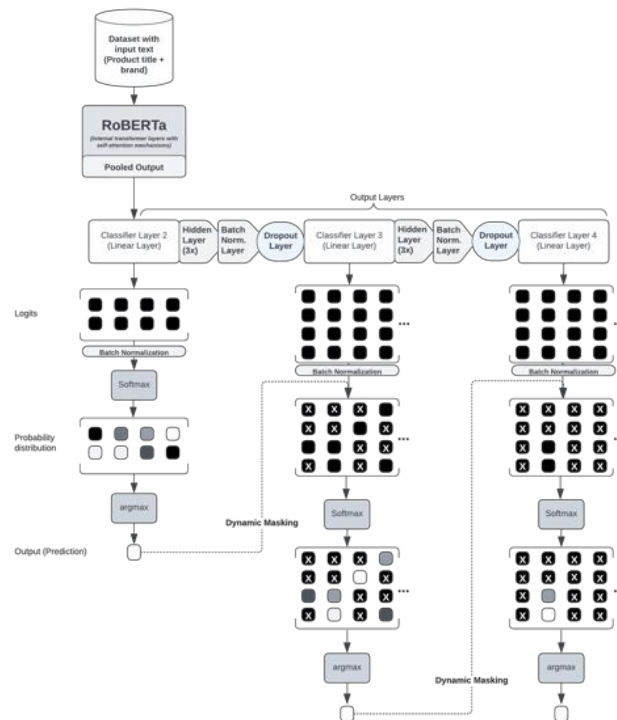 Dataset with
input text
(Product title +
brand)
RoBERTa
(Internal transformer layers with
self-attention mechanisms)
Pooled Output
Output Layers
Classifier Layer 2
(Linear Layer)
Hidden
Layer
(3x)
Batch
Norm.
Layer
Dropout
Layer
Classifier Layer 3
(Linear Layer)
Hidden
Layer
(3x)
Batch
Norm.
Layer
Dropout
Layer
Classifier Layer 4
(Linear Layer)
Logits
...
Batch Normalization
Batch Normalization
Batch Normalization
Softmax
X X X
X X X
X X
X X X
...
X X X X
X X X X
X X X
X X X
Probability
distribution
argmax
Softmax
Softmax
Dynamic Masking
Output (Prediction)
X X X
X X X
X X
X X
...
X X X X
X X X X
X X X
X X X
argmax
argmax
Dynamic Masking